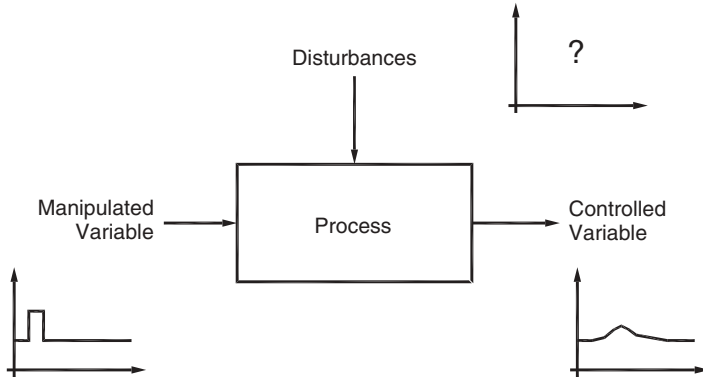 ?
Disturbances
Manipulated
Variable
Process
Controlled
Variable